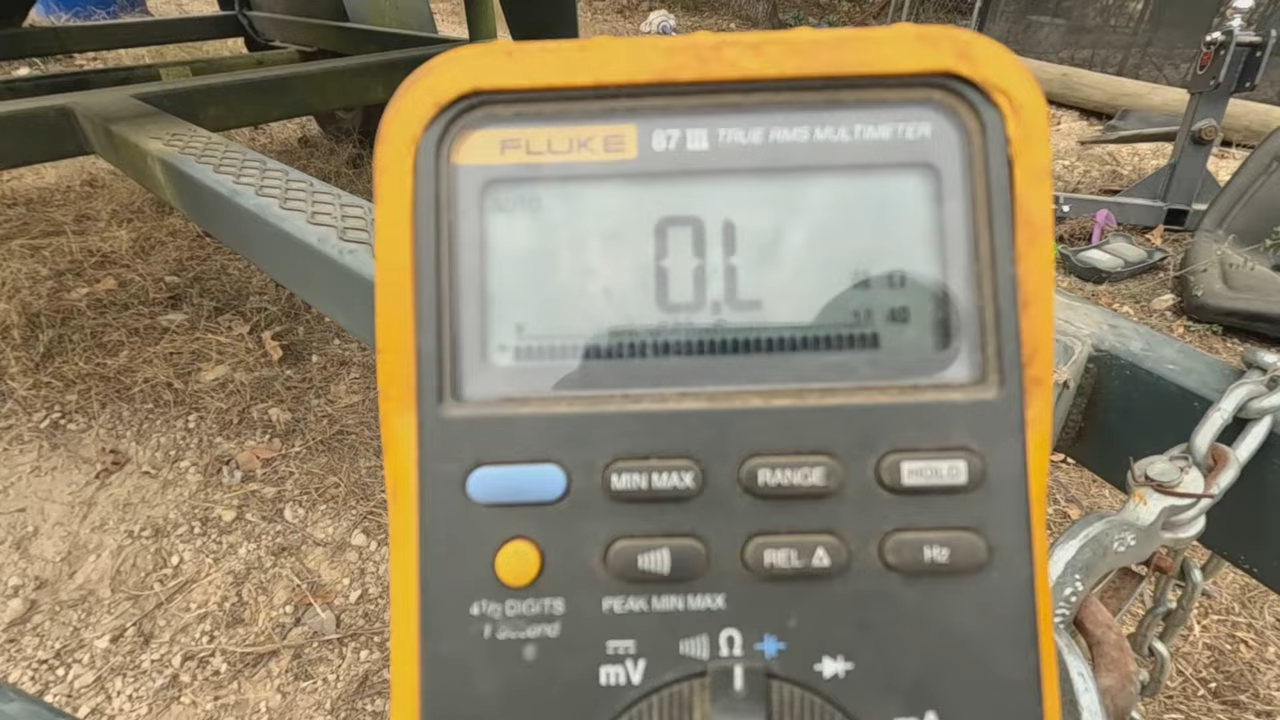 FLUKE 87 III TRUE RMS MULTIMETER
AUTO
0.L
MIN MAX RANGE HOLD
REL Δ Hz
4½ DIGITS PEAK MIN MAX
1 Second
mV Ω